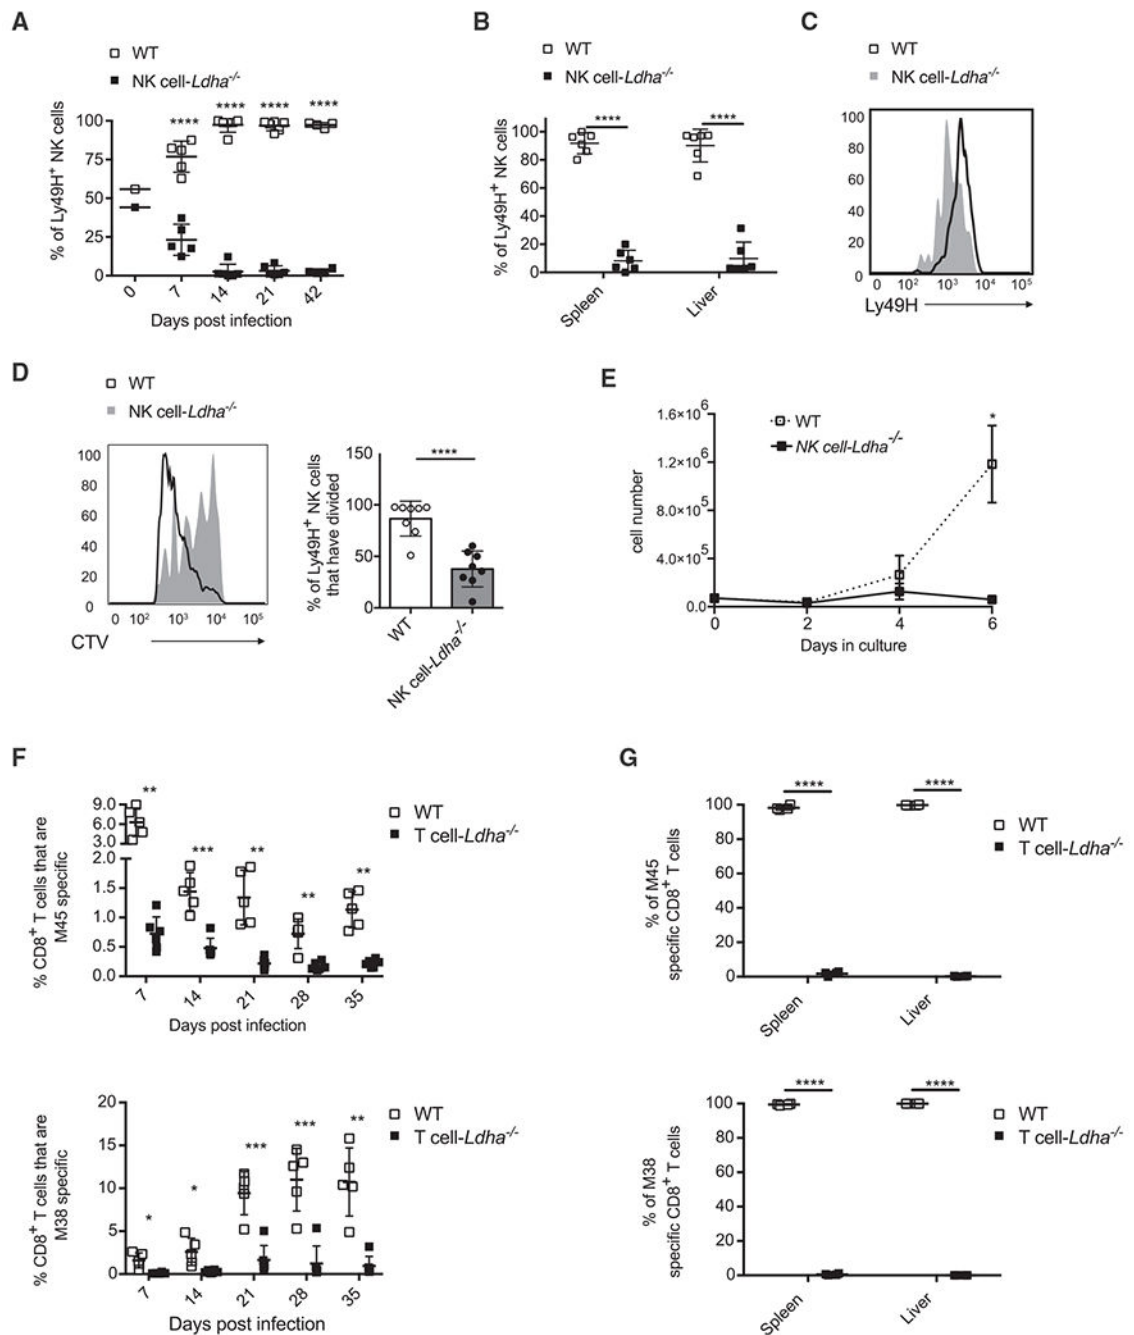 A
WT
NK cell-Ldha-/-
% of Ly49H+ NK cells
100
75
50
25
0
****
****
****
****
0
7
14
21
42
Days post infection
B
WT
NK cell-Ldha-/-
% of Ly49H+ NK cells
100
80
60
40
20
0
****
****
Spleen
Liver
C
WT
NK cell-Ldha-/-
100
80
60
40
20
0
0
10²
10³
10⁴
10⁵
Ly49H
D
WT
NK cell-Ldha-/-
100
80
60
40
20
0
0
10²
10³
10⁴
10⁵
CTV
% of Ly49H+ NK cells
that have divided
150
100
50
0
****
WT
NK cell-Ldha-/-
E
cell number
1.6×10⁶
1.2×10⁶
8.0×10⁵
4.0×10⁵
0.0
WT
NK cell-Ldha-/-
*
0
2
4
6
Days in culture
F
% CD8+ T cells that are
M45 specific
9.0
6.0
3.0
2.0
1.5
1.0
0.5
0.0
**
***
**
**
**
WT
T cell-Ldha-/-
7
14
21
28
35
Days post infection
% CD8+ T cells that are
M38 specific
20
15
10
5
0
*
*
***
***
**
WT
T cell-Ldha-/-
7
14
21
28
35
Days post infection
G
% of M45
specific CD8+ T cells
100
80
60
40
20
0
****
****
WT
T cell-Ldha-/-
Spleen
Liver
% of M38
specific CD8+ T cells
100
80
60
40
20
0
****
****
WT
T cell-Ldha-/-
Spleen
Liver